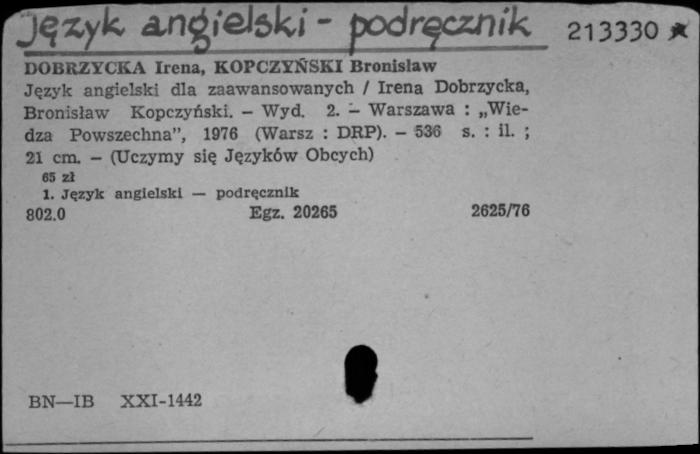 Język angielski - podręcznik 213330 *
DOBRZYCKA Irena, KOPCZYŃSKI Bronisław
Język angielski dla zaawansowanych / Irena Dobrzycka,
Bronisław Kopczyński. – Wyd. 2. – Warszawa : „Wie-
dza Powszechna”, 1976 (Warsz : DRP). – 536 s. : il. ;
21 cm. – (Uczymy się Języków Obcych)
65 zł
1. Język angielski — podręcznik
802.0 Egz. 20265 2625/76
BN—IB XXI-1442